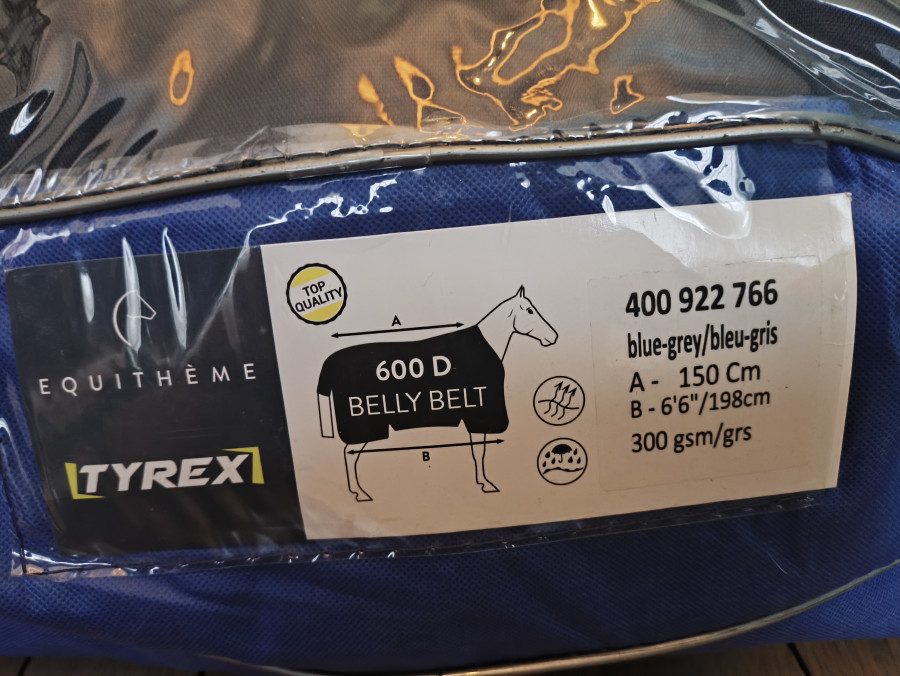 EQUITHÈME
TYREX
TOP
QUALITY
A
600 D
BELLY BELT
B
400 922 766
blue-grey/bleu-gris
A - 150 Cm
B - 6'6"/198cm
300 gsm/grs